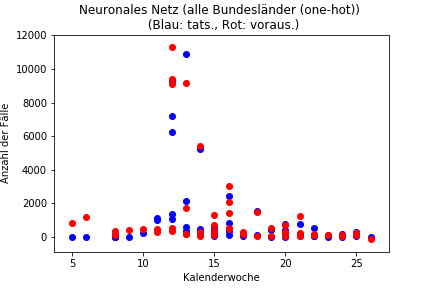 Neuronales Netz (alle Bundesländer (one-hot))
(Blau: tats., Rot: voraus.)
Anzahl der Fälle
12000
10000
8000
6000
4000
2000
0
5 10 15 20 25
Kalenderwoche